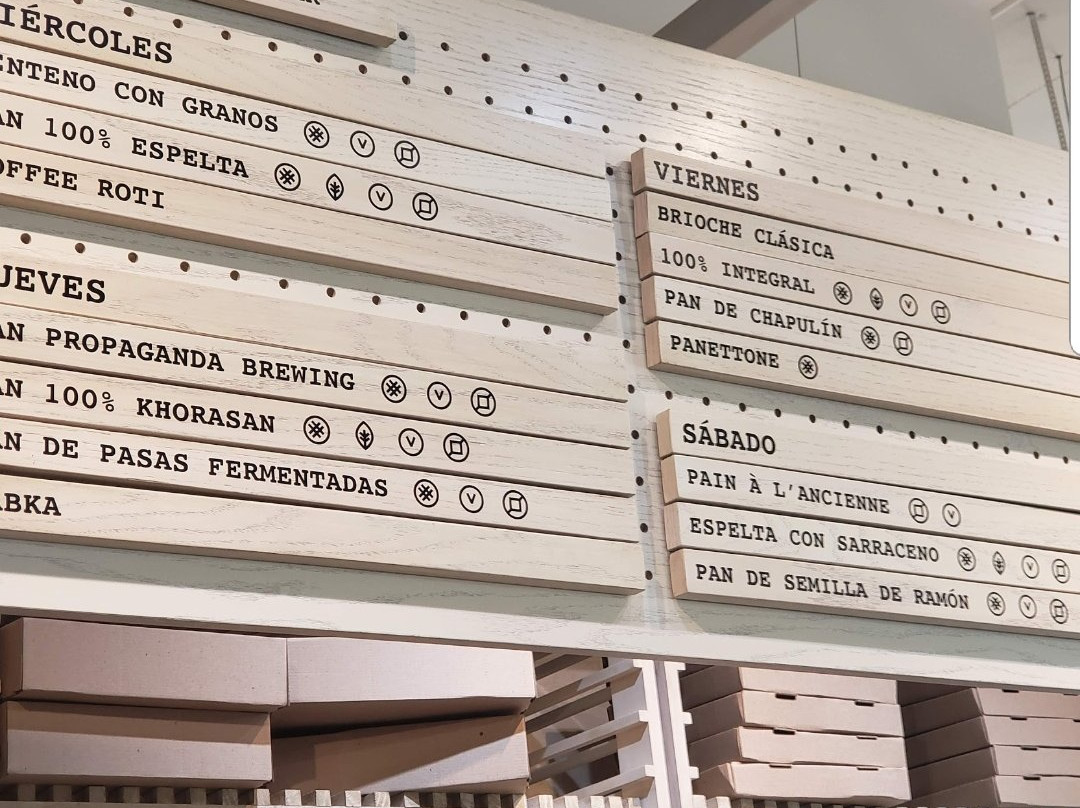 IÉRCOLES
ENTENO CON GRANOS
AN 100% ESPELTA
OFFEE ROTI
UEVES
AN PROPAGANDA BREWING
AN 100% KHORASAN
AN DE PASAS FERMENTADAS
ABKA
VIERNES
BRIOCHE CLÁSICA
100% INTEGRAL
PAN DE CHAPULÍN
PANETTONE
SÁBADO
PAIN À L'ANCIENNE
ESPELTA CON SARRACENO
PAN DE SEMILLA DE RAMÓN